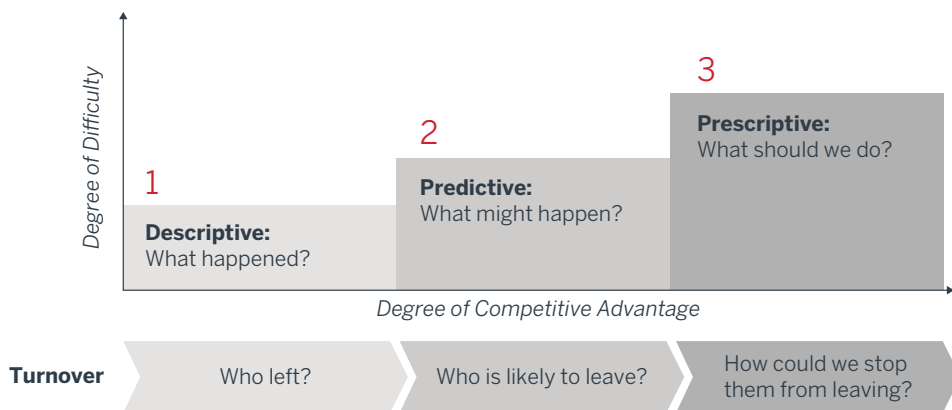 Degree of Difficulty
1
Descriptive:
What happened?
2
Predictive:
What might happen?
3
Prescriptive:
What should we do?
Degree of Competitive Advantage
Turnover
Who left?
Who is likely to leave?
How could we stop
them from leaving?